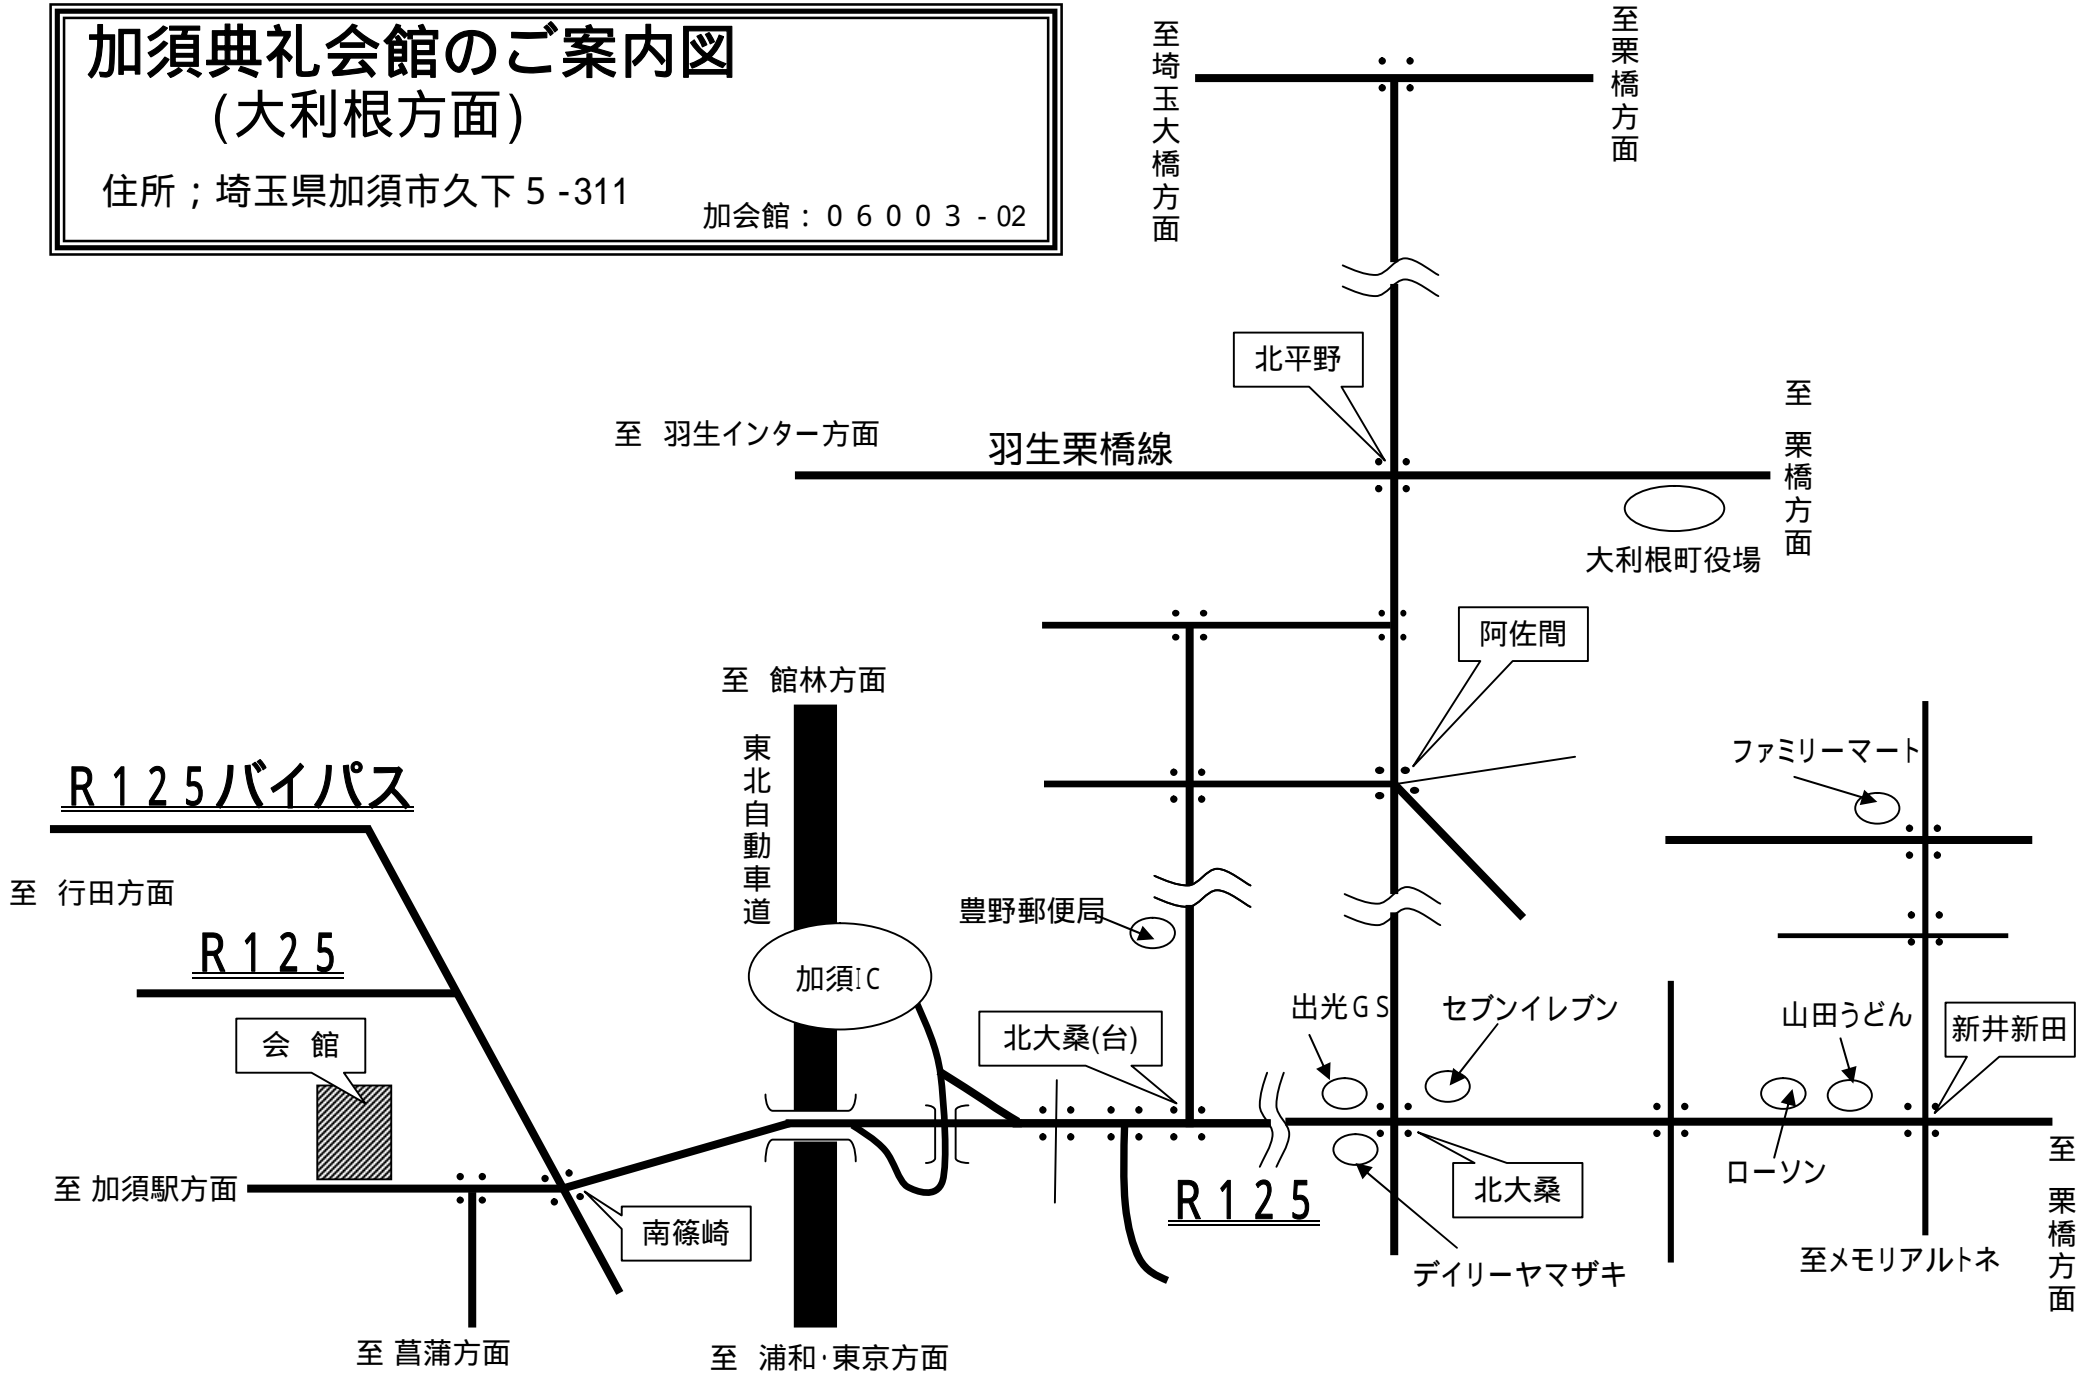 加須典礼会館のご案内図
(大利根方面)
住所；埼玉県加須市久下５-311
加会館：０６００３-02
至埼玉大橋方面
至栗橋方面
北平野
至 羽生インター方面
羽生栗橋線
至 栗橋方面
大利根町役場
阿佐間
至 館林方面
東北自動車道
ファミリーマート
Ｒ１２５バイパス
至 行田方面
豊野郵便局
Ｒ１２５
加須IC
出光ＧＳ
セブンイレブン
山田うどん
新井新田
会 館
北大桑(台)
至 加須駅方面
南篠崎
Ｒ１２５
北大桑
ローソン
至 栗橋方面
デイリーヤマザキ
至メモリアルトネ
至 菖蒲方面
至 浦和・東京方面